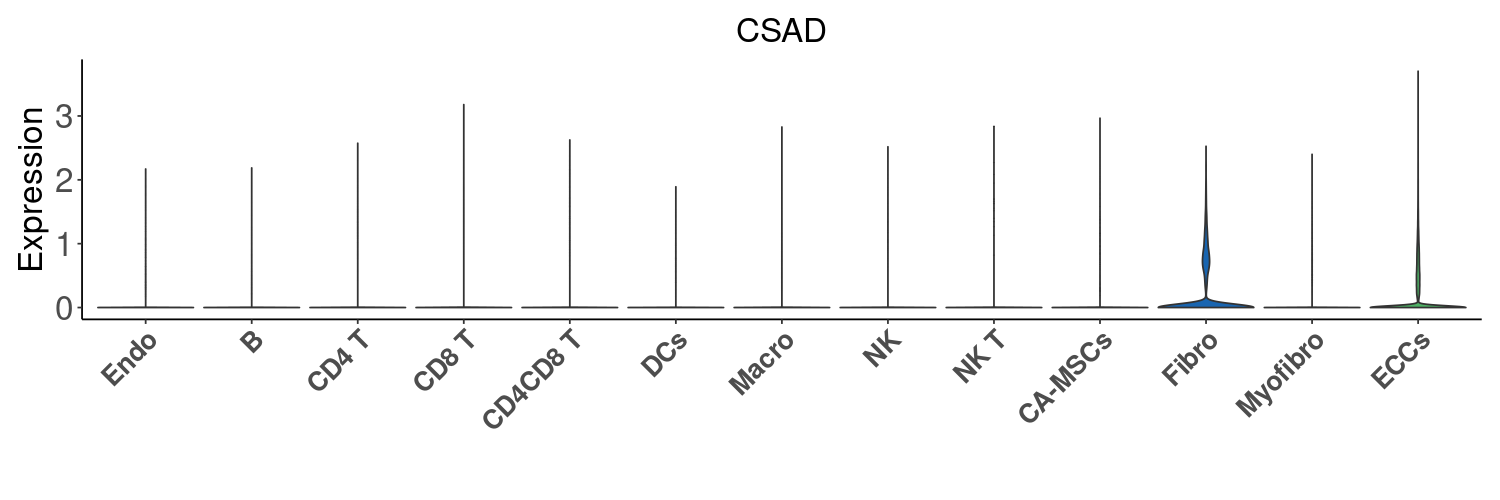 CSAD
Expression
3
2
1
0
Endo
B
CD4 T
CD8 T
CD4CD8 T
DCs
Macro
NK
NK T
CA-MSCs
Fibro
Myofibro
ECCs